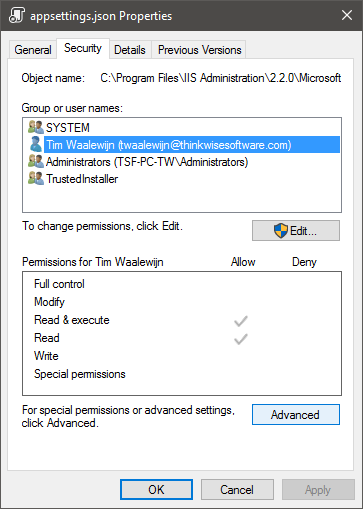 appsettings.json Properties
General Security Details Previous Versions
Object name: C:\Program Files\IIS Administration\2.2.0\Microsoft
Group or user names:
SYSTEM
Tim Waalewijn (twaalewijn@thinkwisesoftware.com)
Administrators (TSF-PC-TW\Administrators)
TrustedInstaller
To change permissions, click Edit. Edit...
Permissions for Tim Waalewijn Allow Deny
Full control
Modify
Read & execute
Read
Write
Special permissions
For special permissions or advanced settings, Advanced
click Advanced.
OK Cancel Apply